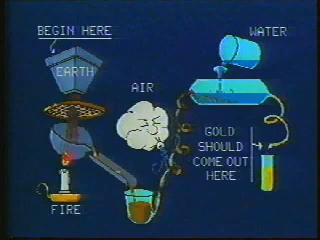 BEGIN HERE
WATER
EARTH
AIR
GOLD
SHOULD
COME OUT
HERE
FIRE